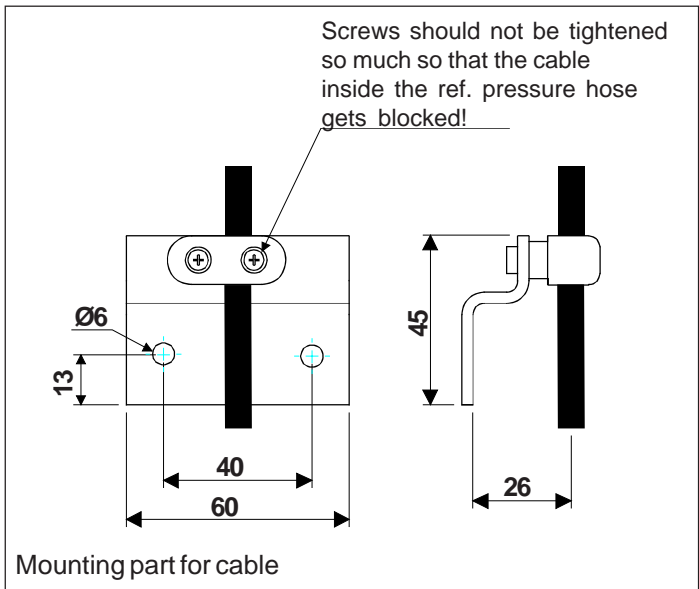 Screws should not be tightened
so much so that the cable
inside the ref. pressure hose
gets blocked!
Ø6
13
40
60
45
26
Mounting part for cable